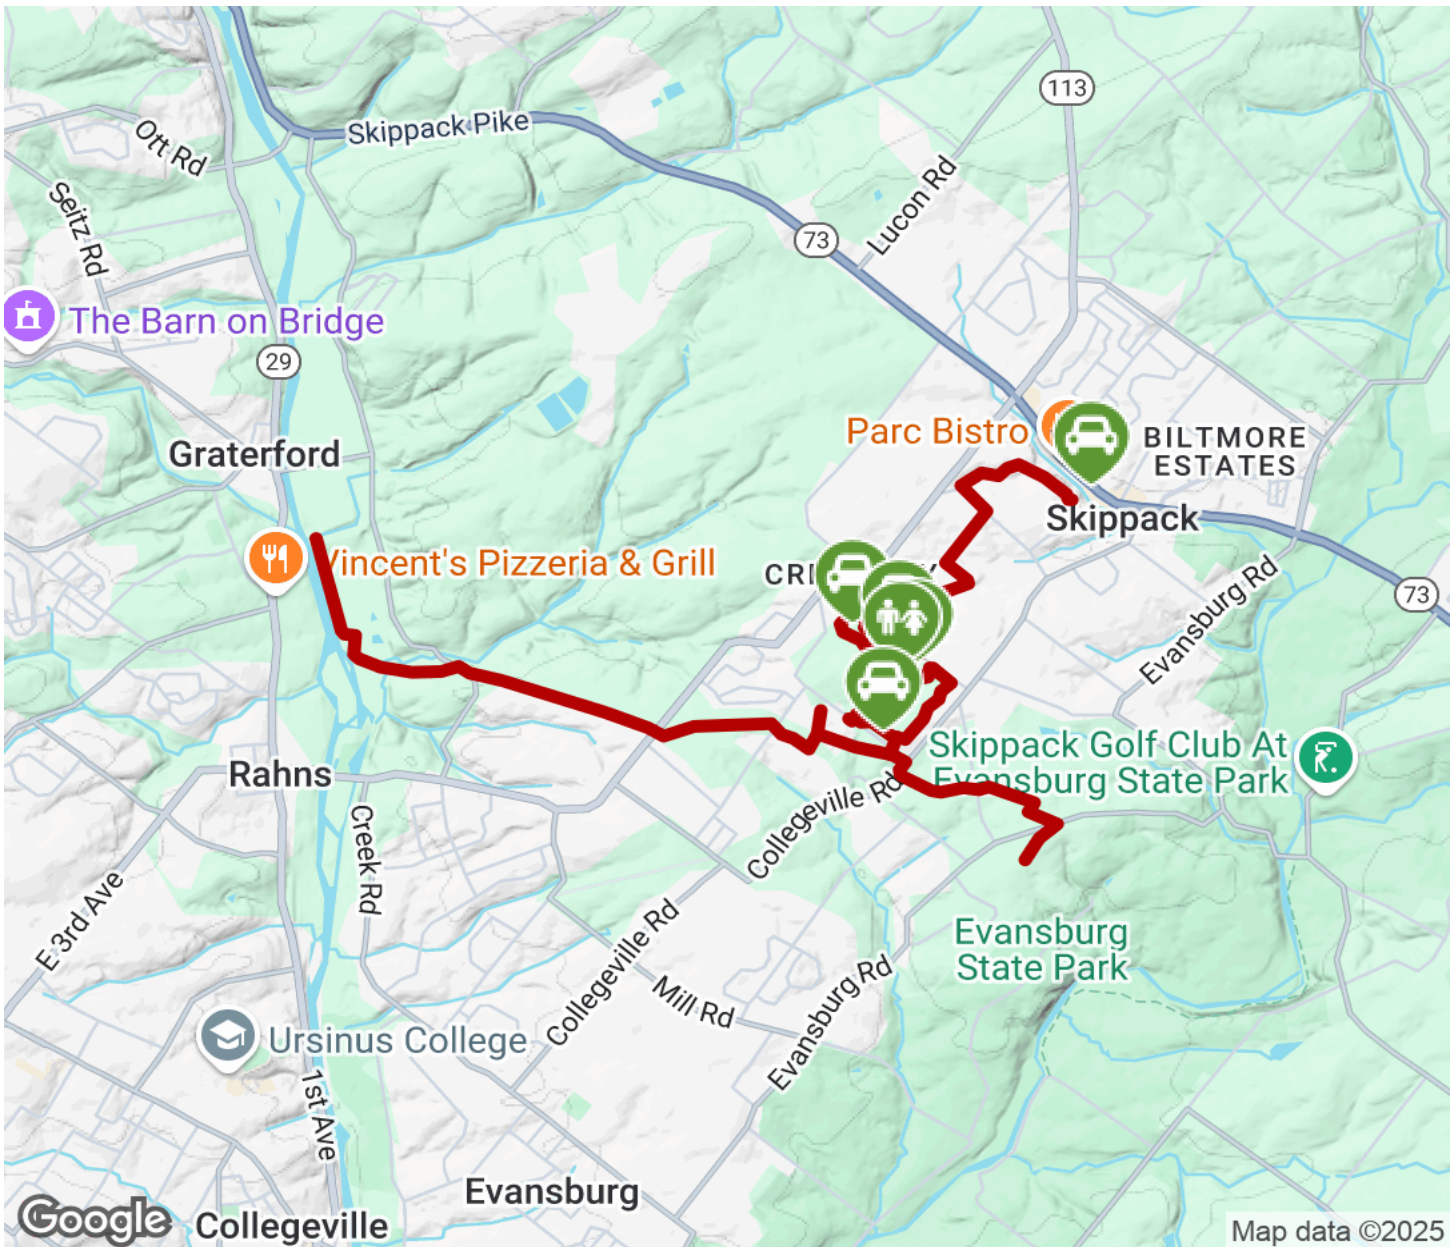 113
Skippack Pike
Ott Rd
Lucon Rd
Seitz Rd
73
The Barn on Bridge
29
Parc Bistro
BILTMORE
ESTATES
Graterford
Skippack
Vincent's Pizzeria & Grill
Evansburg Rd
73
Skippack Golf Club At
Evansburg State Park
Rahns
Collegeville Rd
Creek Rd
E 3rd Ave
Collegeville Rd
Evansburg
State Park
Evansburg Rd
Mill Rd
Ursinus College
1st Ave
Evansburg
Google
Collegeville
Map data ©2025